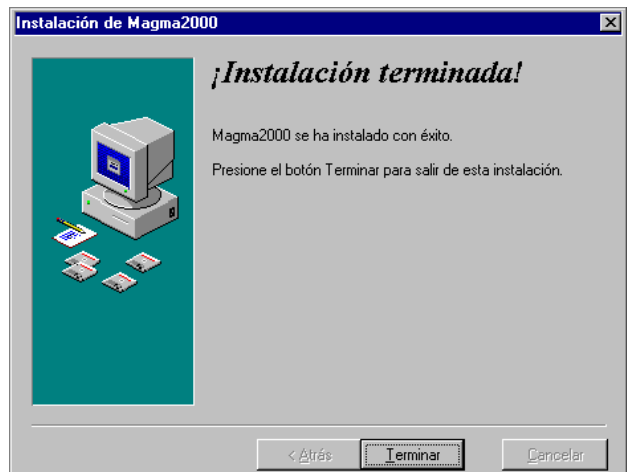 Instalación de Magma2000
¡Instalación terminada!
Magma2000 se ha instalado con éxito.
Presione el botón Terminar para salir de esta instalación.
< Atrás
Terminar
Cancelar